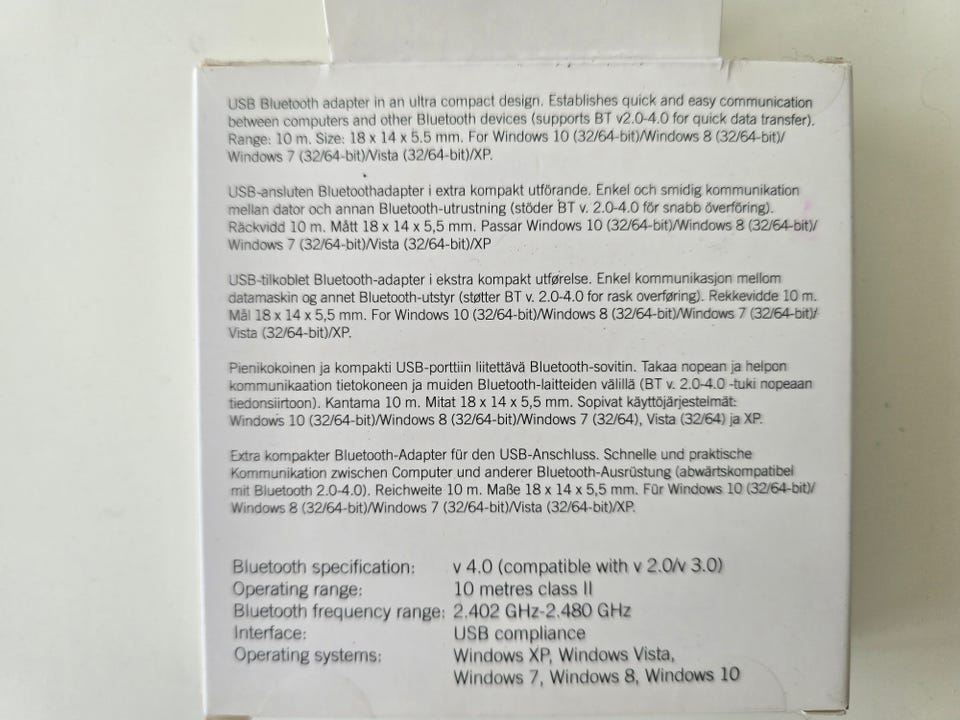 USB Bluetooth adapter in an ultra compact design. Establishes quick and easy communication
between computers and other Bluetooth devices (supports BT v2.0-4.0 for quick data transfer).
Range: 10 m. Size: 18 x 14 x 5.5 mm. For Windows 10 (32/64-bit)/Windows 8 (32/64-bit)/
Windows 7 (32/64-bit)/Vista (32/64-bit)/XP.
USB-ansluten Bluetoothadapter i extra kompakt utförande. Enkel och smidig kommunikation
mellan dator och annan Bluetooth-utrustning (stöder BT v. 2.0-4.0 för snabb överföring).
Räckvidd 10 m. Mått 18 x 14 x 5,5 mm. Passar Windows 10 (32/64-bit)/Windows 8 (32/64-bit)/
Windows 7 (32/64-bit)/Vista (32/64-bit)/XP
USB-tilkoblet Bluetooth-adapter i ekstra kompakt utførelse. Enkel kommunikasjon mellom
datamaskin og annet Bluetooth-utstyr (støtter BT v. 2.0-4.0 for rask overføring). Rekkevidde 10 m.
Mål 18 x 14 x 5,5 mm. For Windows 10 (32/64-bit)/Windows 8 (32/64-bit)/Windows 7 (32/64-bit)/
Vista (32/64-bit)/XP.
Pienikokoinen ja kompakti USB-porttiin liitettävä Bluetooth-sovitin. Takaa nopean ja helpon
kommunikaation tietokoneen ja muiden Bluetooth-laitteiden välillä (BT v. 2.0-4.0 -tuki nopeaan
tiedonsiirtoon). Kantama 10 m. Mitat 18 x 14 x 5,5 mm. Sopivat käyttöjärjestelmät:
Windows 10 (32/64-bit)/Windows 8 (32/64-bit)/Windows 7 (32/64), Vista (32/64) ja XP.
Extra kompakter Bluetooth-Adapter für den USB-Anschluss. Schnelle und praktische
Kommunikation zwischen Computer und anderer Bluetooth-Ausrüstung (abwärtskompatibel
mit Bluetooth 2.0-4.0). Reichweite 10 m. Maße 18 x 14 x 5,5 mm. Für Windows 10 (32/64-bit)/
Windows 8 (32/64-bit)/Windows 7 (32/64-bit)/Vista (32/64-bit)/XP.
Bluetooth specification: v 4.0 (compatible with v 2.0/v 3.0)
Operating range: 10 metres class II
Bluetooth frequency range: 2.402 GHz-2.480 GHz
Interface: USB compliance
Operating systems: Windows XP, Windows Vista,
Windows 7, Windows 8, Windows 10